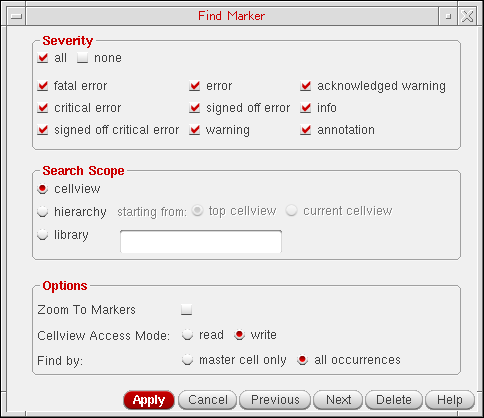 Find Marker
Severity
all none
fatal error error acknowledged warning
critical error signed off error info
signed off critical error warning annotation
Search Scope
cellview
hierarchy starting from: top cellview current cellview
library
Options
Zoom To Markers
Cellview Access Mode: read write
Find by: master cell only all occurrences
Apply Cancel Previous Next Delete Help